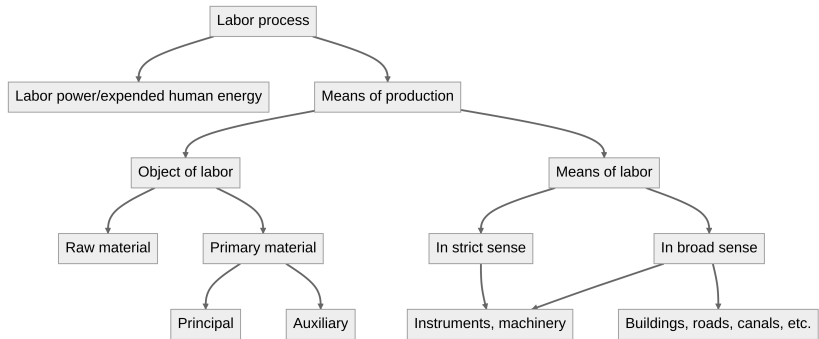 Labor process
Labor power/expended human energy
Means of production
Object of labor
Means of labor
Raw material
Primary material
In strict sense
In broad sense
Principal
Auxiliary
Instruments, machinery
Buildings, roads, canals, etc.